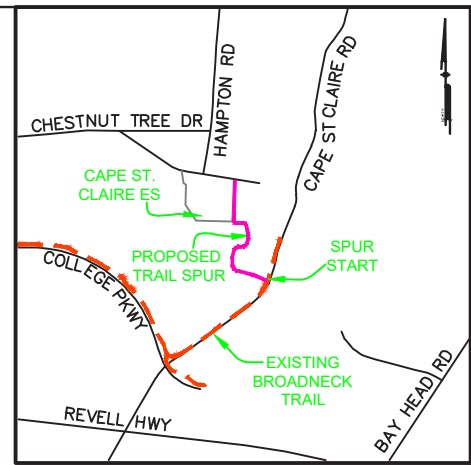 HAMPTON RD
CAPE ST CLAIRE RD
CHESTNUT TREE DR
CAPE ST.
CLAIRE ES
PROPOSED
TRAIL SPUR
SPUR
START
COLLEGE PKWY
EXISTING
BROADNECK
TRAIL
BAY HEAD RD
REVELL HWY